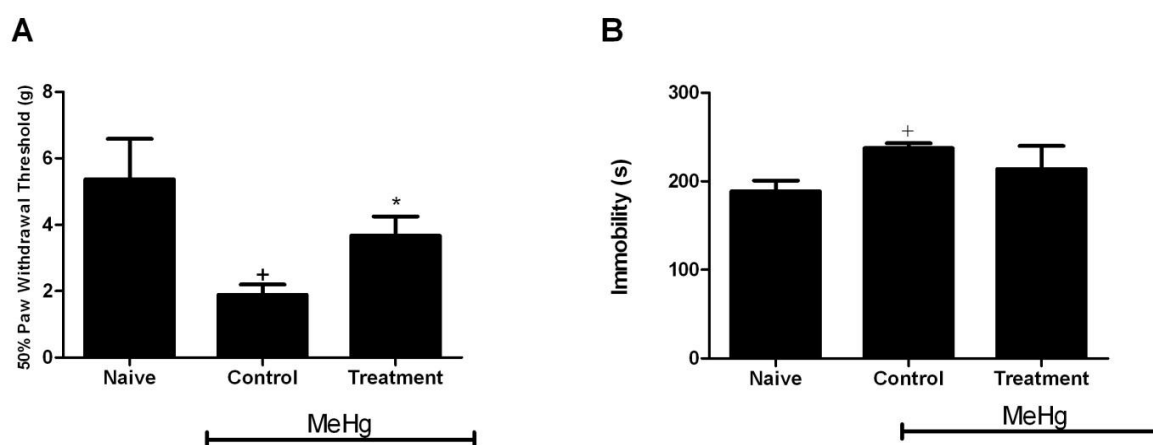 A
50% Paw Withdrawal Threshold (g)
8
6
4
2
0
+
*
Naive Control Treatment
MeHg
B
Immobility (s)
300
200
100
0
+
Naive Control Treatment
MeHg